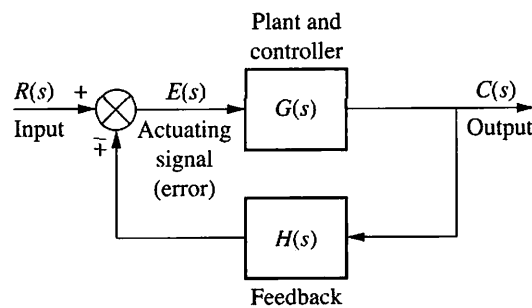 Plant and
controller
R(s) + E(s) G(s) C(s)
Input ∓ Actuating Output
signal
(error)
H(s)
Feedback